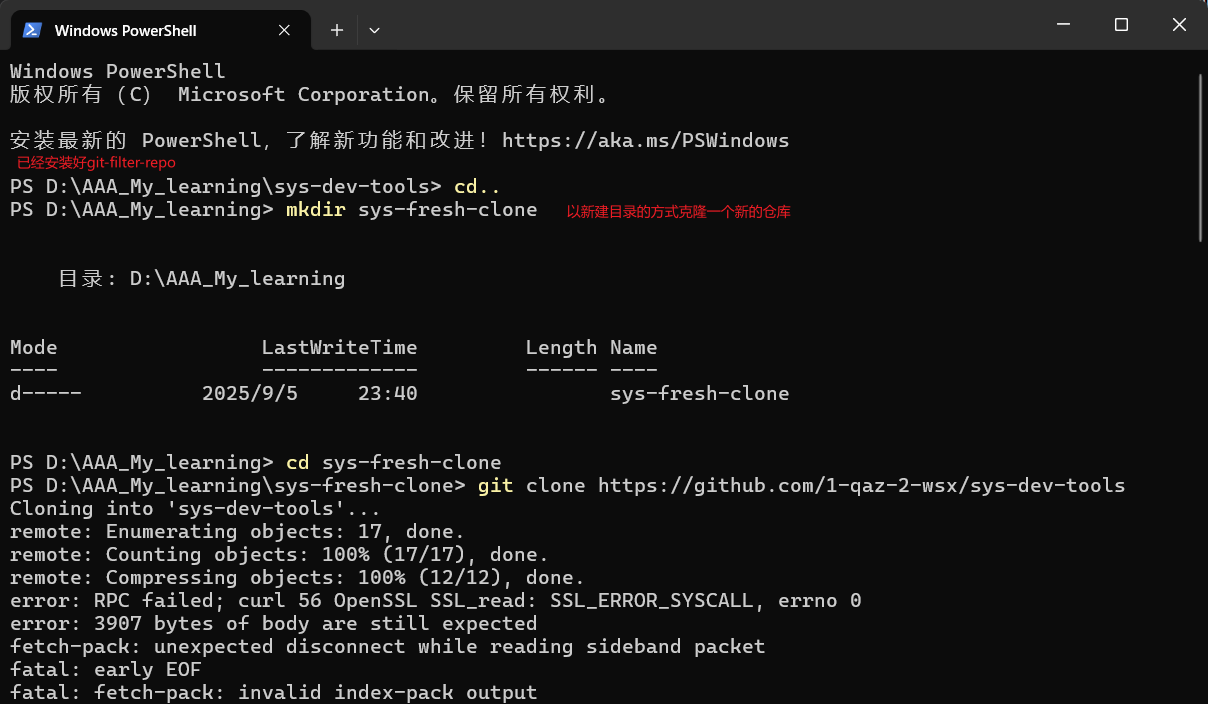 Windows PowerShell
Windows PowerShell
版权所有（C） Microsoft Corporation。保留所有权利。
安装最新的 PowerShell，了解新功能和改进！https://aka.ms/PSWindows
已经安装好git-filter-repo
PS D:\AAA_My_learning\sys-dev-tools> cd..
PS D:\AAA_My_learning> mkdir sys-fresh-clone
以新建目录的方式克隆一个新的仓库
目录: D:\AAA_My_learning
Mode LastWriteTime Length Name
---- ------------- ------ ----
d----- 2025/9/5 23:40 sys-fresh-clone
PS D:\AAA_My_learning> cd sys-fresh-clone
PS D:\AAA_My_learning\sys-fresh-clone> git clone https://github.com/1-qaz-2-wsx/sys-dev-tools
Cloning into 'sys-dev-tools'...
remote: Enumerating objects: 17, done.
remote: Counting objects: 100% (17/17), done.
remote: Compressing objects: 100% (12/12), done.
error: RPC failed; curl 56 OpenSSL SSL_read: SSL_ERROR_SYSCALL, errno 0
error: 3907 bytes of body are still expected
fetch-pack: unexpected disconnect while reading sideband packet
fatal: early EOF
fatal: fetch-pack: invalid index-pack output